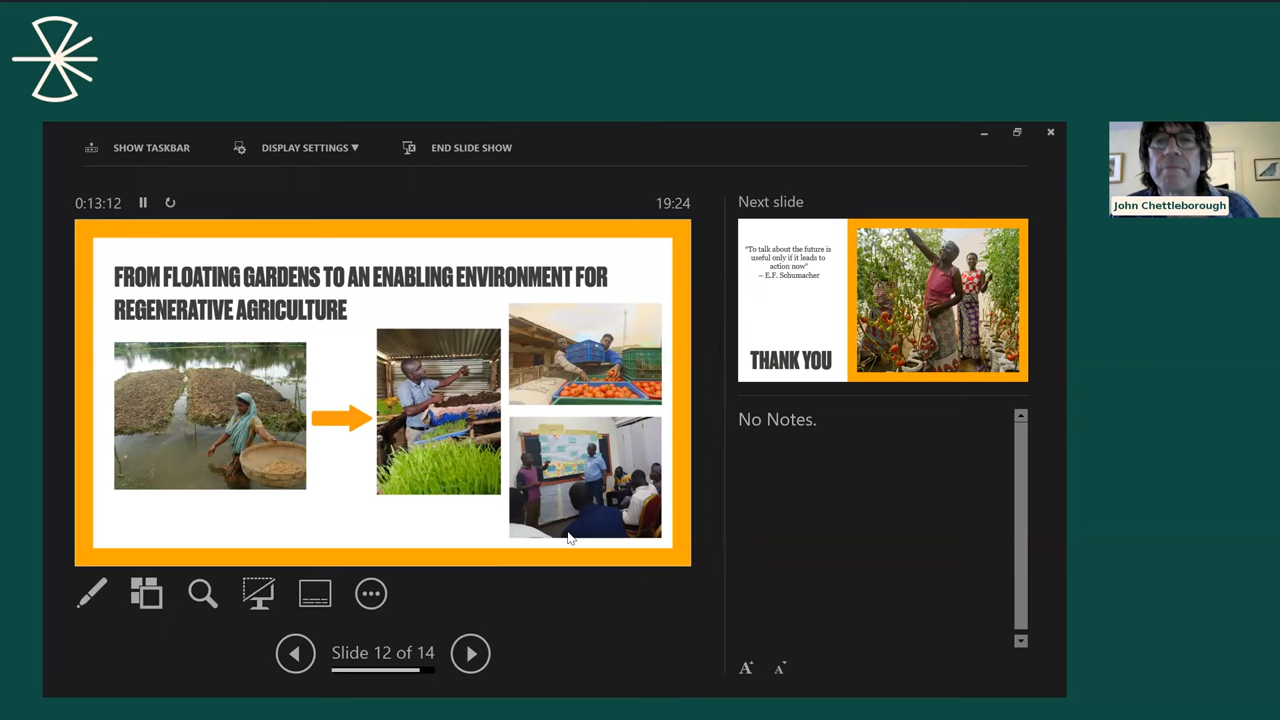 SHOW TASKBAR
DISPLAY SETTINGS ▼
END SLIDE SHOW
0:13:12
19:24
FROM FLOATING GARDENS TO AN ENABLING ENVIRONMENT FOR
REGENERATIVE AGRICULTURE
Slide 12 of 14
Next slide
"To talk about the future is
useful only if it leads to
action now"
– E.F. Schumacher
THANK YOU
No Notes.
A A
John Chettleborough